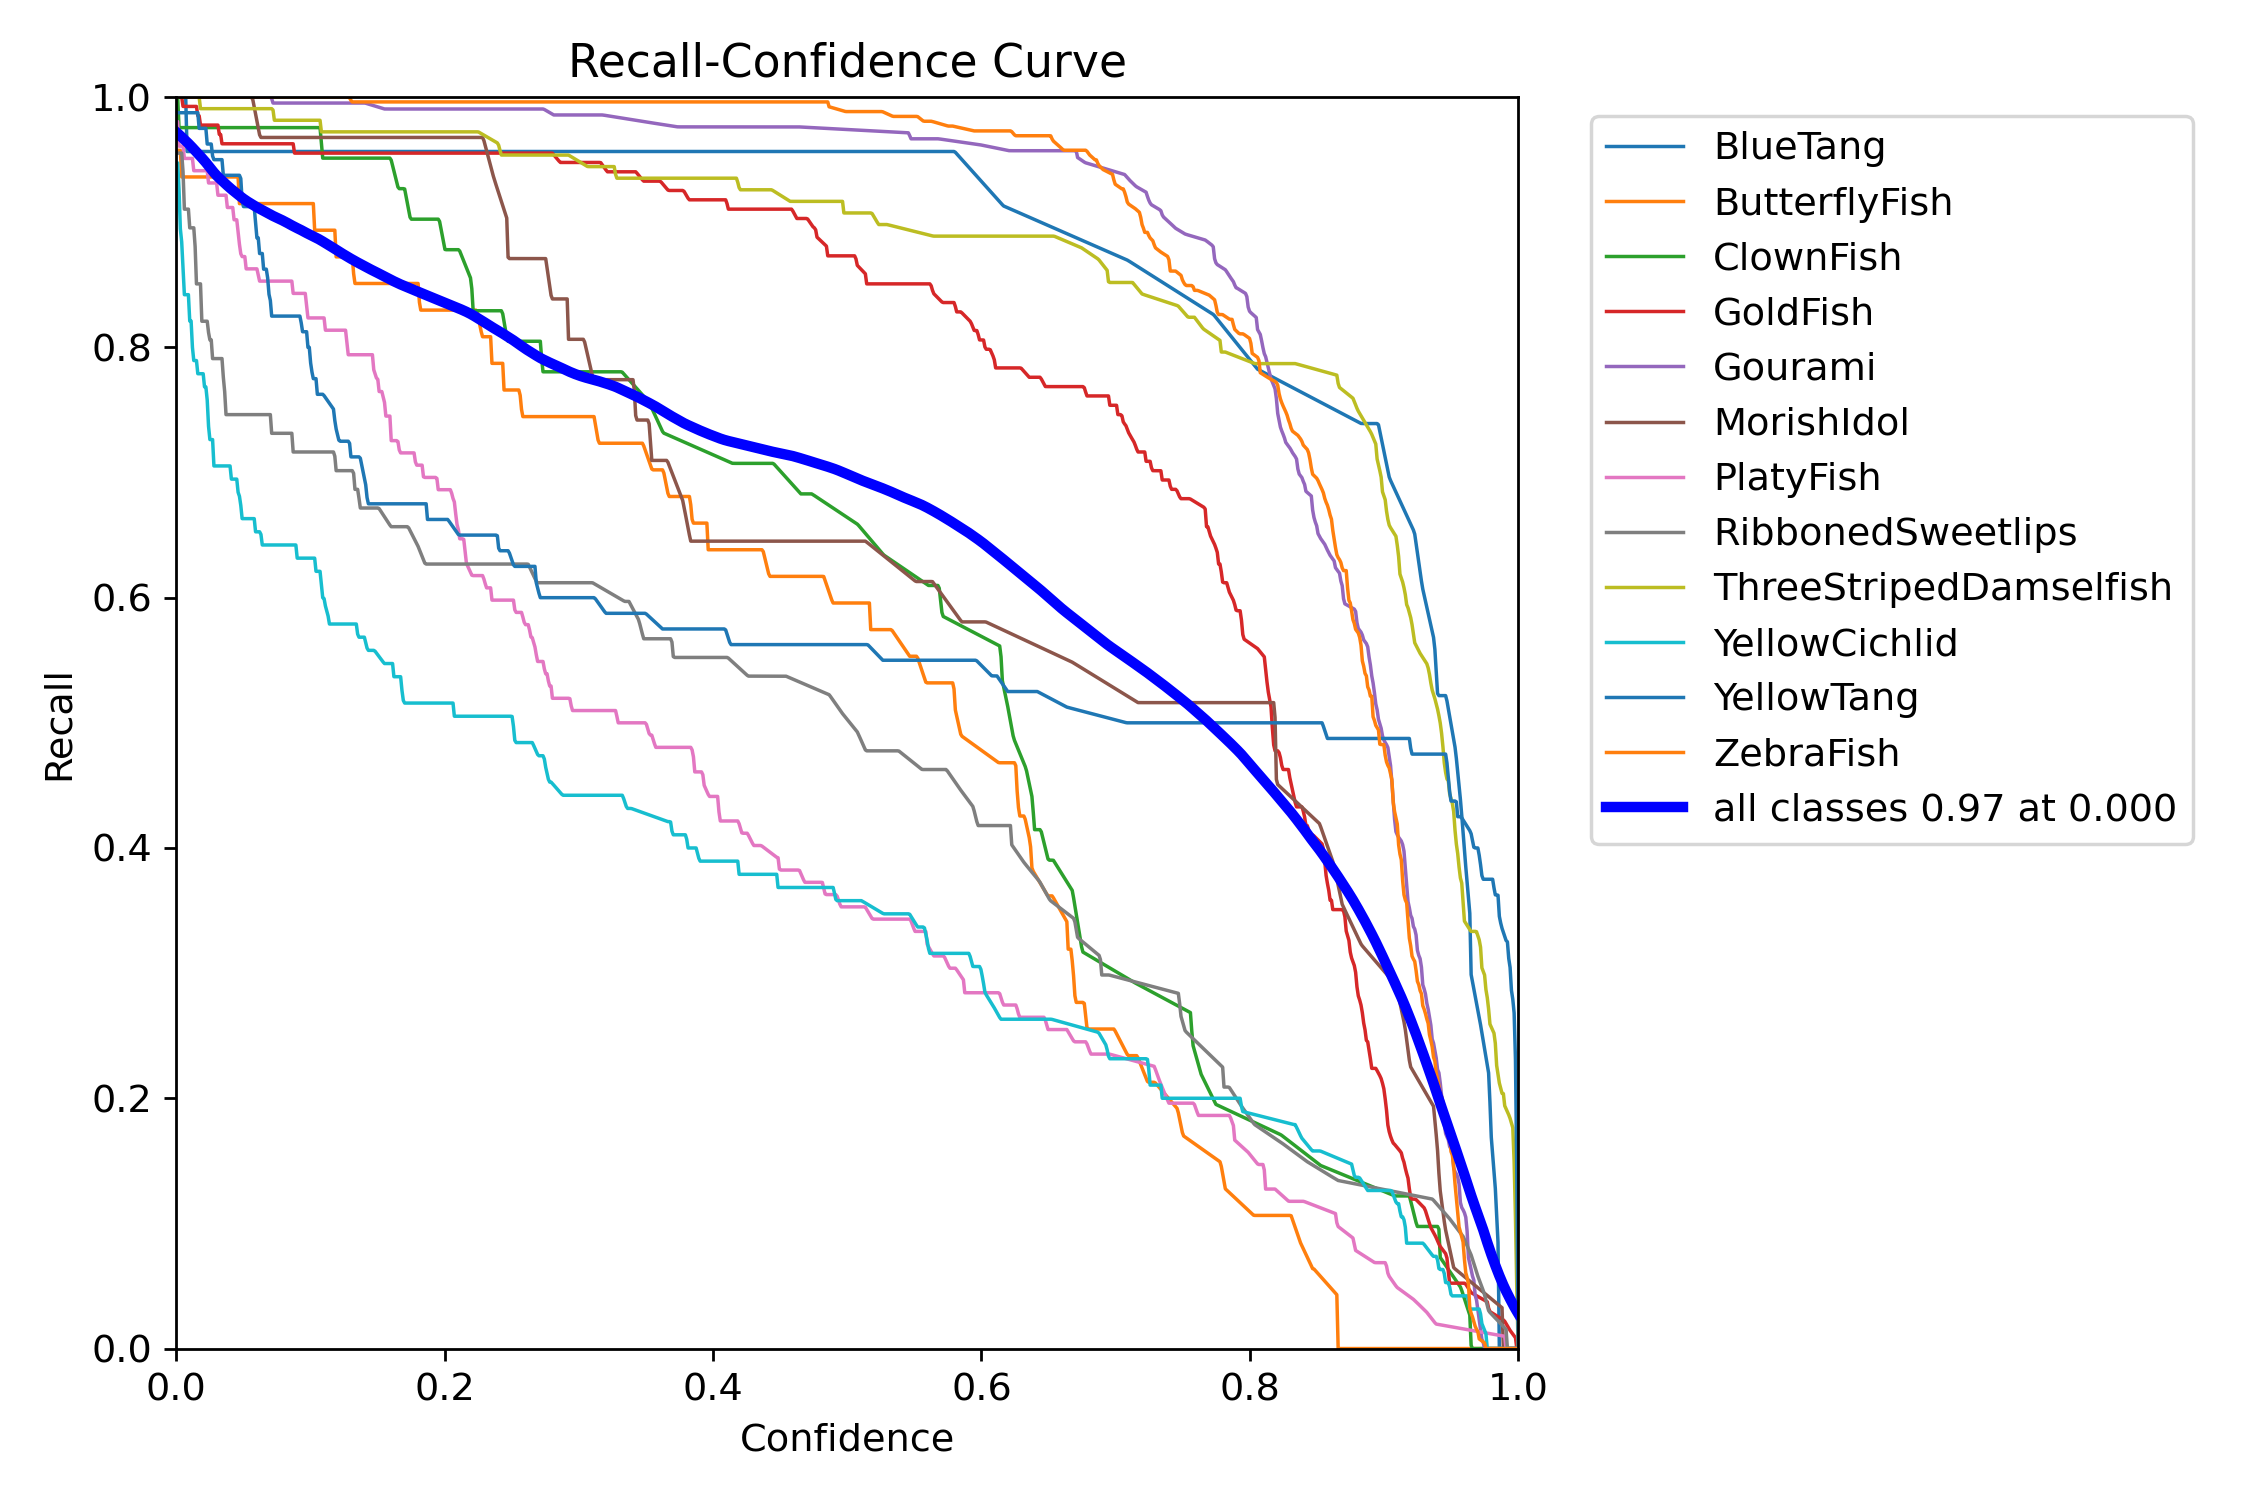 Recall-Confidence Curve
1.0
0.8
0.6
0.4
0.2
0.0
Recall
0.0 0.2 0.4 0.6 0.8 1.0
Confidence
BlueTang
ButterflyFish
ClownFish
GoldFish
Gourami
MorishIdol
PlatyFish
RibbonedSweetlips
ThreeStripedDamselfish
YellowCichlid
YellowTang
ZebraFish
all classes 0.97 at 0.000